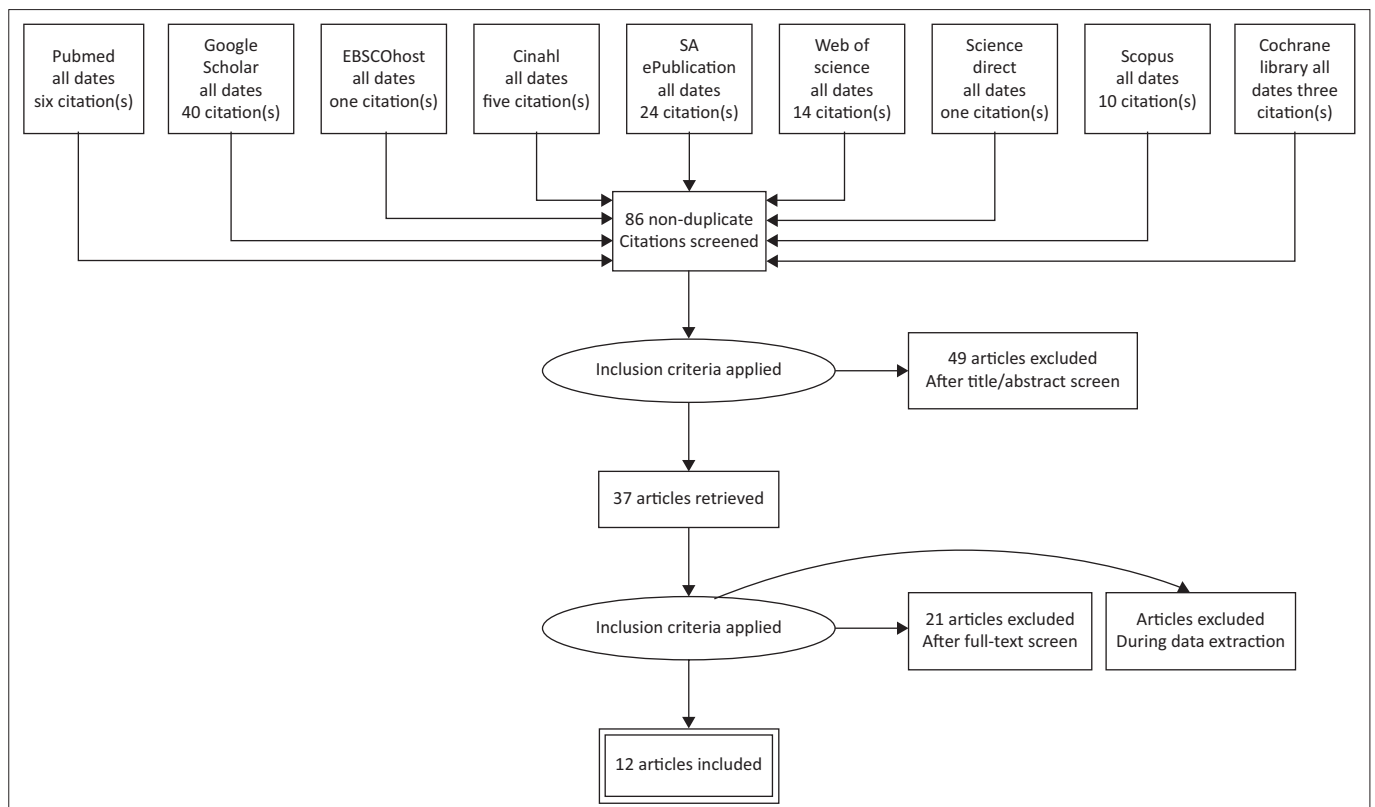 Pubmed
all dates
six citation(s)
Google
Scholar
all dates
40 citation(s)
EBSCOhost
all dates
one citation(s)
Cinahl
all dates
five citation(s)
SA
ePublication
all dates
24 citation(s)
Web of
science
all dates
14 citation(s)
Science
direct
all dates
one citation(s)
Scopus
all dates
10 citation(s)
Cochrane
library all
dates three
citation(s)
86 non-duplicate
Citations screened
Inclusion criteria applied
49 articles excluded
After title/abstract screen
37 articles retrieved
Inclusion criteria applied
21 articles excluded
After full-text screen
Articles excluded
During data extraction
12 articles included